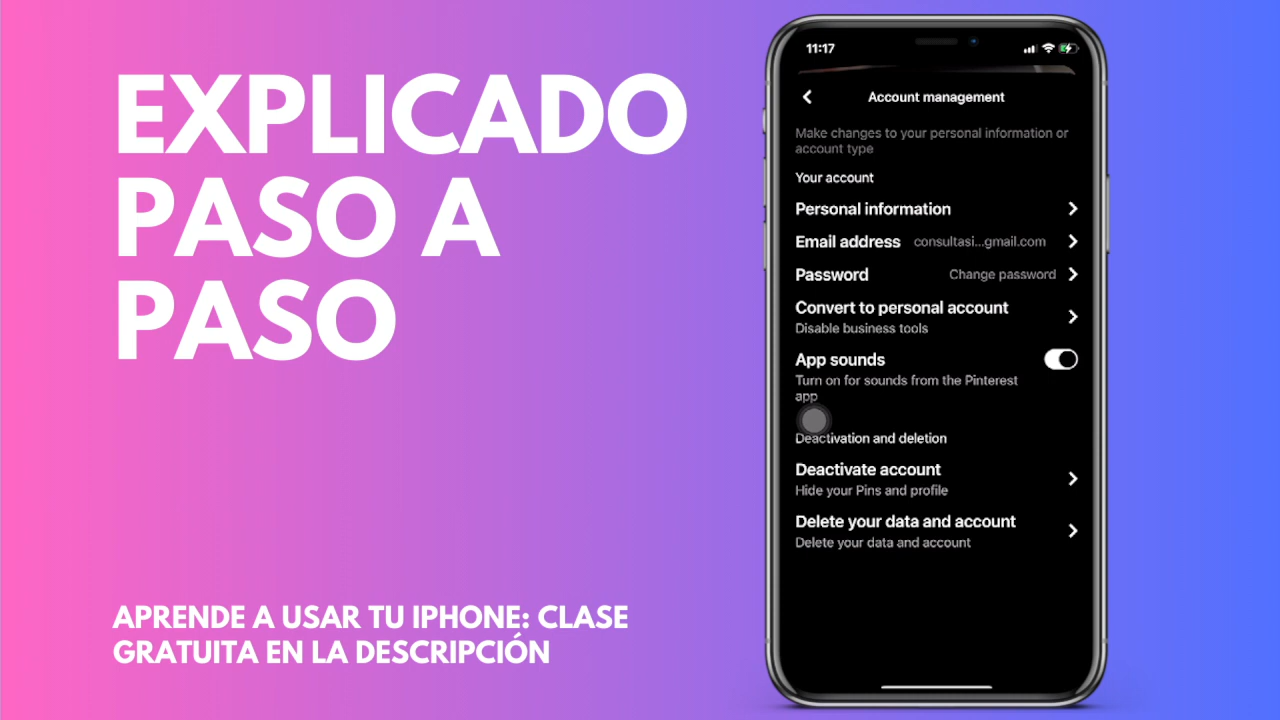 EXPLICADO
PASO A
PASO
APRENDE A USAR TU IPHONE: CLASE
GRATUITA EN LA DESCRIPCIÓN
11:17
Account management
Make changes to your personal information or
account type
Your account
Personal information
Email address consultasi...gmail.com
Password Change password
Convert to personal account
Disable business tools
App sounds
Turn on for sounds from the Pinterest
app
Deactivation and deletion
Deactivate account
Hide your Pins and profile
Delete your data and account
Delete your data and account